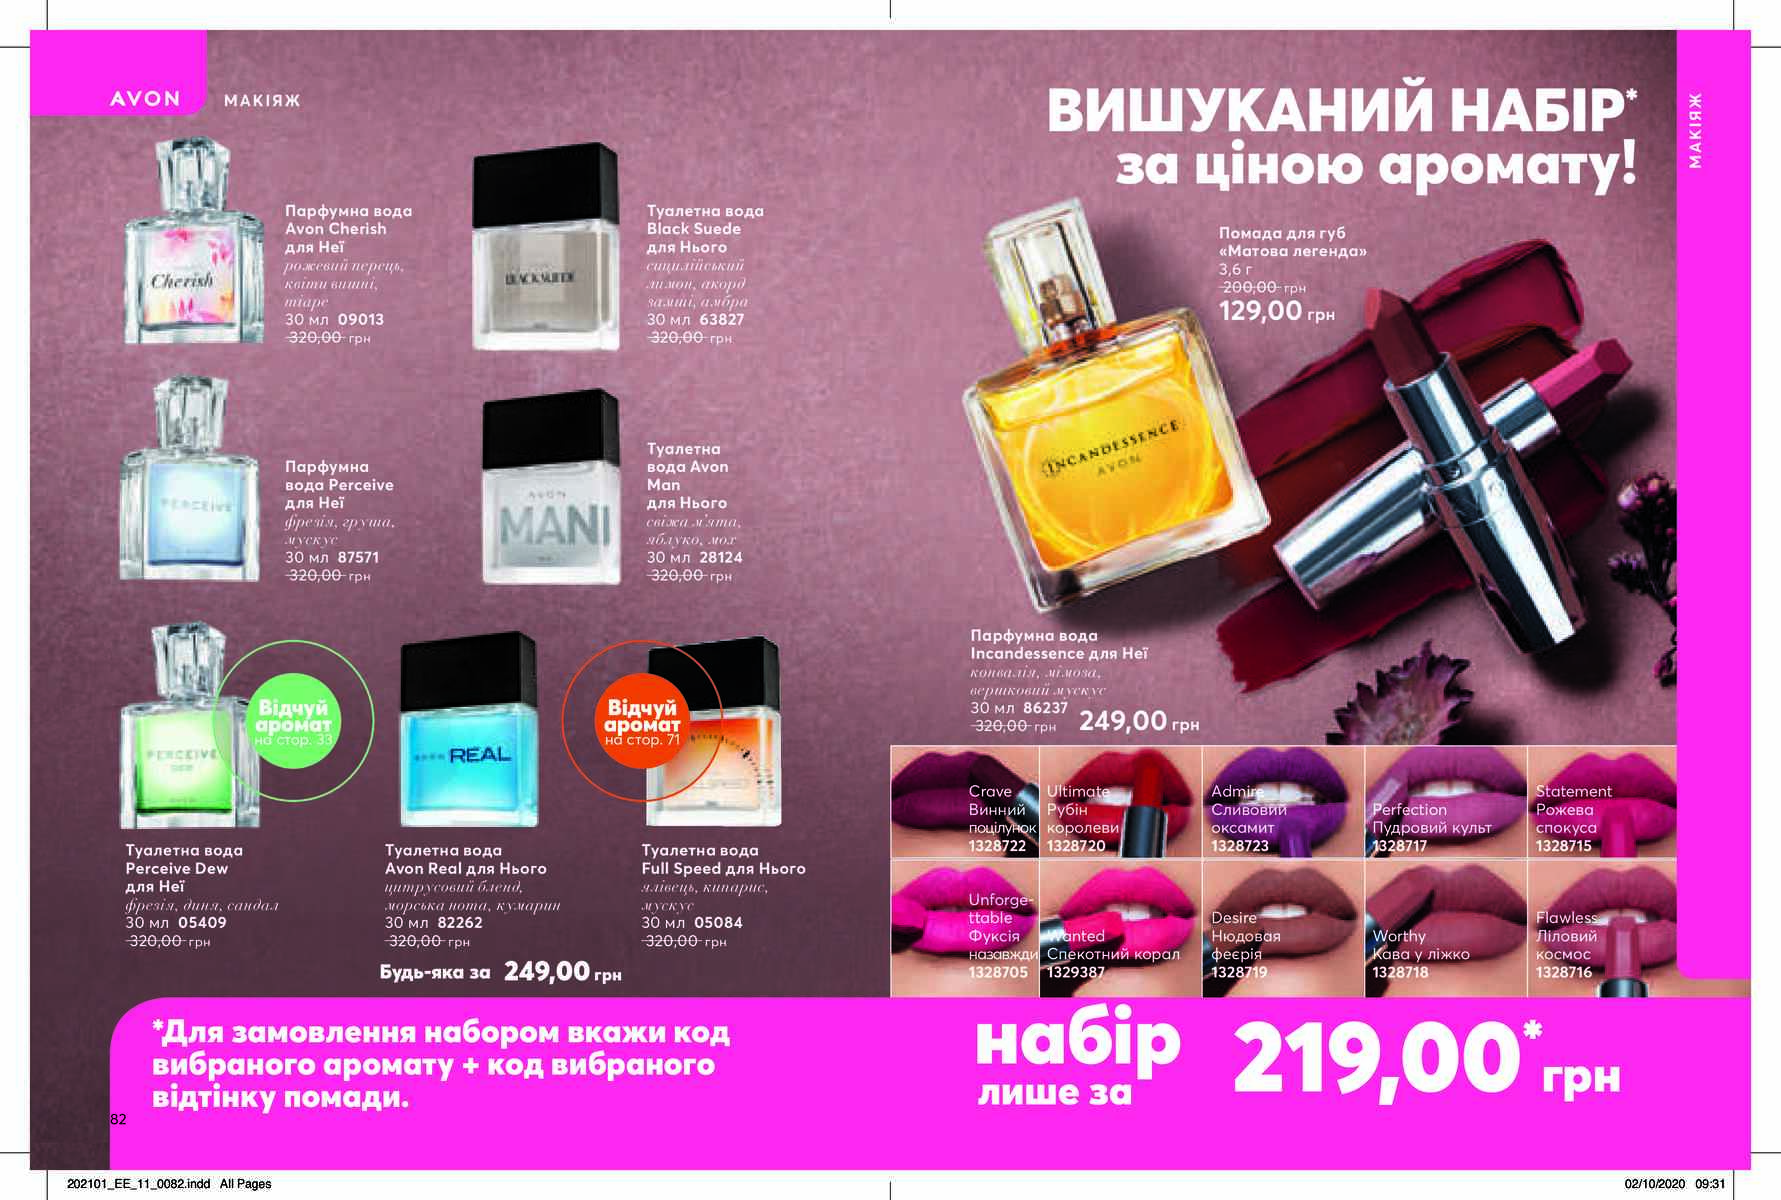 AVON
МАКІЯЖ
Cherish
Парфумна вода
Avon Cherish
для Неї
рожевий перець,
квіти вишні,
тіаре
30 мл 09013
320,00 грн
BLACK SUEDE
Туалетна вода
Black Suede
для Нього
сицилійський
лимон, акорд
замші, амбра
30 мл 63827
320,00 грн
PERCEIVE
Парфумна
вода Perceive
для Неї
фрезія, груша,
мускус
30 мл 87571
320,00 грн
AVON
MAN
Туалетна
вода Avon
Man
для Нього
свіжа м'ята,
яблуко, мох
30 мл 28124
320,00 грн
PERCEIVE
DEW
Відчуй
аромат
на стор. 33
Туалетна вода
Perceive Dew
для Неї
фрезія, диня, сандал
30 мл 05409
320,00 грн
AVON REAL
Туалетна вода
Avon Real для Нього
цитрусовий бленд,
морська нота, кумарин
30 мл 82262
320,00 грн
Відчуй
аромат
на стор. 71
Туалетна вода
Full Speed для Нього
ялівець, кипарис,
мускус
30 мл 05084
320,00 грн
Будь-яка за 249,00 грн
*Для замовлення набором вкажи код
вибраного аромату + код вибраного
відтінку помади.
82
ВИШУКАНИЙ НАБІР*
за ціною аромату!
МАКІЯЖ
Помада для губ
«Матова легенда»
3,6 г
200,00 грн
129,00 грн
INCANDESSENCE
AVON
Парфумна вода
Incandessence для Неї
конвалія, мімоза,
вершковий мускус
30 мл 86237
320,00 грн 249,00 грн
Crave
Винний
поцілунок
1328722
Ultimate
Рубін
королеви
1328720
Admire
Сливовий
оксамит
1328723
Perfection
Пудровий культ
1328717
Statement
Рожева
спокуса
1328715
Unforge-
ttable
Фуксія
назавжди
1328705
Wanted
Спекотний корал
1329387
Desire
Нюдовая
феєрія
1328719
Worthy
Кава у ліжко
1328718
Flawless
Ліловий
космос
1328716
набір
лише за
219,00* грн
202101_EE_11_0082.indd All Pages
02/10/2020 09:31